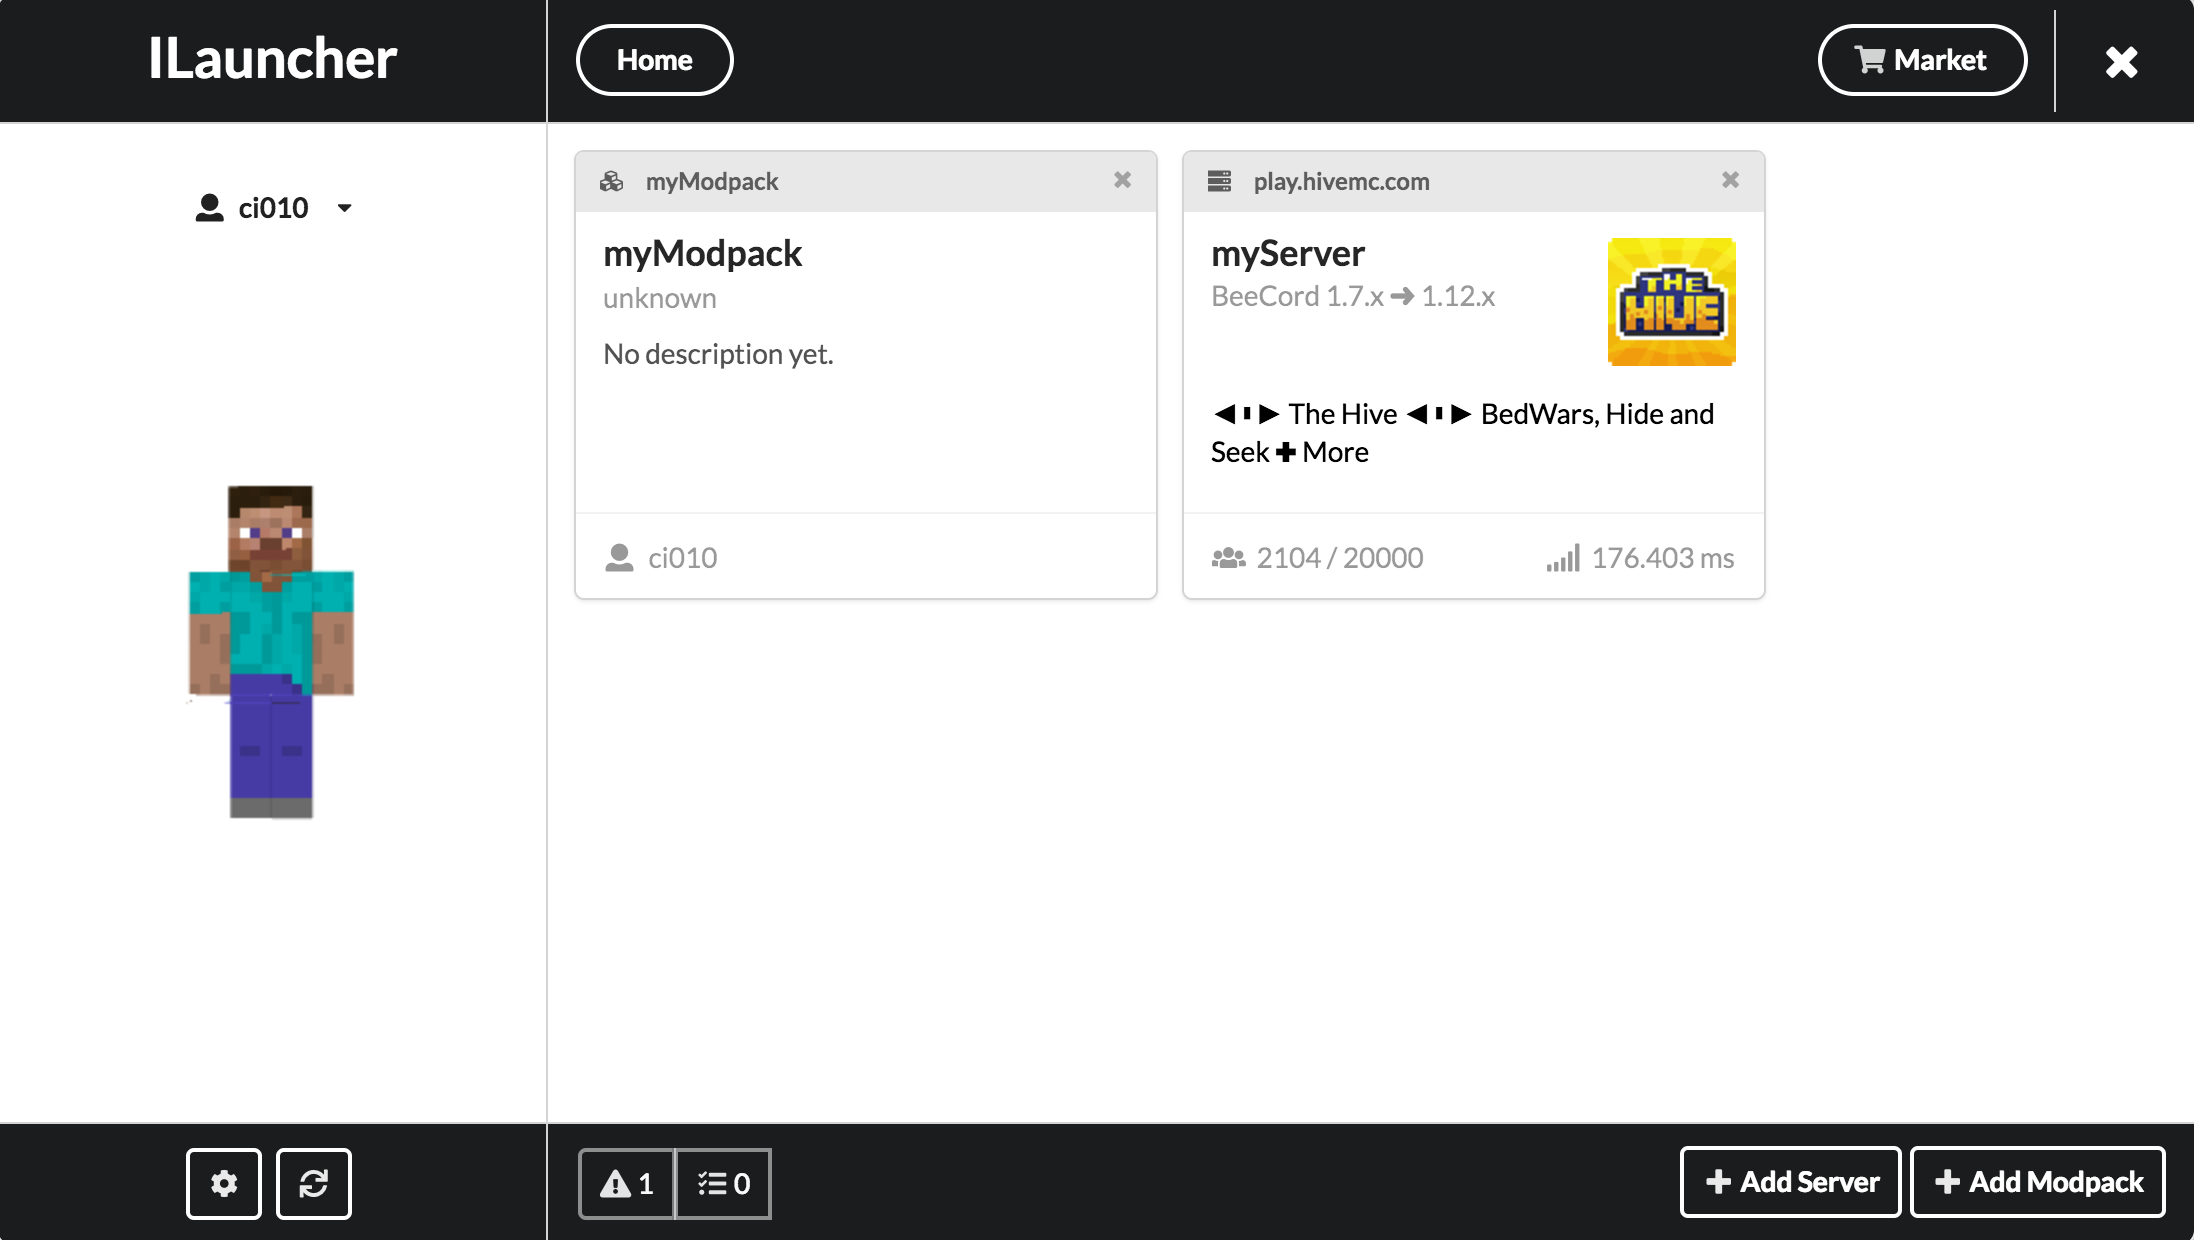 ILauncher
Home
Market
ci010
myModpack
myModpack
unknown
No description yet.
ci010
play.hivemc.com
myServer
BeeCord 1.7.x ➜ 1.12.x
THE
HIVE
◀▮▶ The Hive ◀▮▶ BedWars, Hide and
Seek ✚ More
2104 / 20000
176.403 ms
1
0
Add Server
Add Modpack